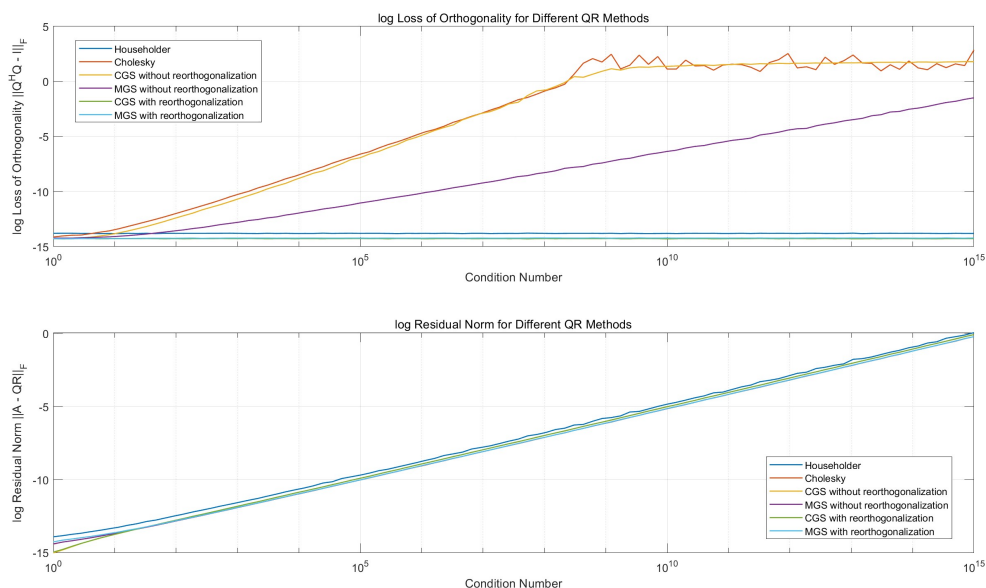 log Loss of Orthogonality for Different QR Methods
5
0
-5
-10
-15
log Loss of Orthogonality ||Q^H Q - I||_F
Householder
Cholesky
CGS without reorthogonalization
MGS without reorthogonalization
CGS with reorthogonalization
MGS with reorthogonalization
10^0
10^5
10^10
10^15
Condition Number
log Residual Norm for Different QR Methods
0
-5
-10
-15
log Residual Norm ||A - QR||_F
Householder
Cholesky
CGS without reorthogonalization
MGS without reorthogonalization
CGS with reorthogonalization
MGS with reorthogonalization
10^0
10^5
10^10
10^15
Condition Number